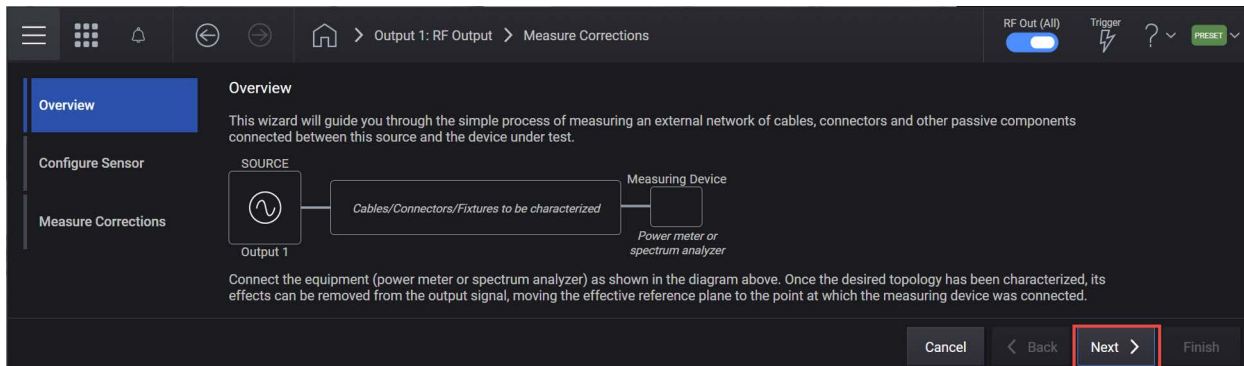 Output 1: RF Output > Measure Corrections
RF Out (All)
Trigger
PRESET
Overview
Configure Sensor
Measure Corrections
Overview
This wizard will guide you through the simple process of measuring an external network of cables, connectors and other passive components
connected between this source and the device under test.
SOURCE
Output 1
Cables/Connectors/Fixtures to be characterized
Measuring Device
Power meter or
spectrum analyzer
Connect the equipment (power meter or spectrum analyzer) as shown in the diagram above. Once the desired topology has been characterized, its
effects can be removed from the output signal, moving the effective reference plane to the point at which the measuring device was connected.
Cancel
Back
Next
Finish